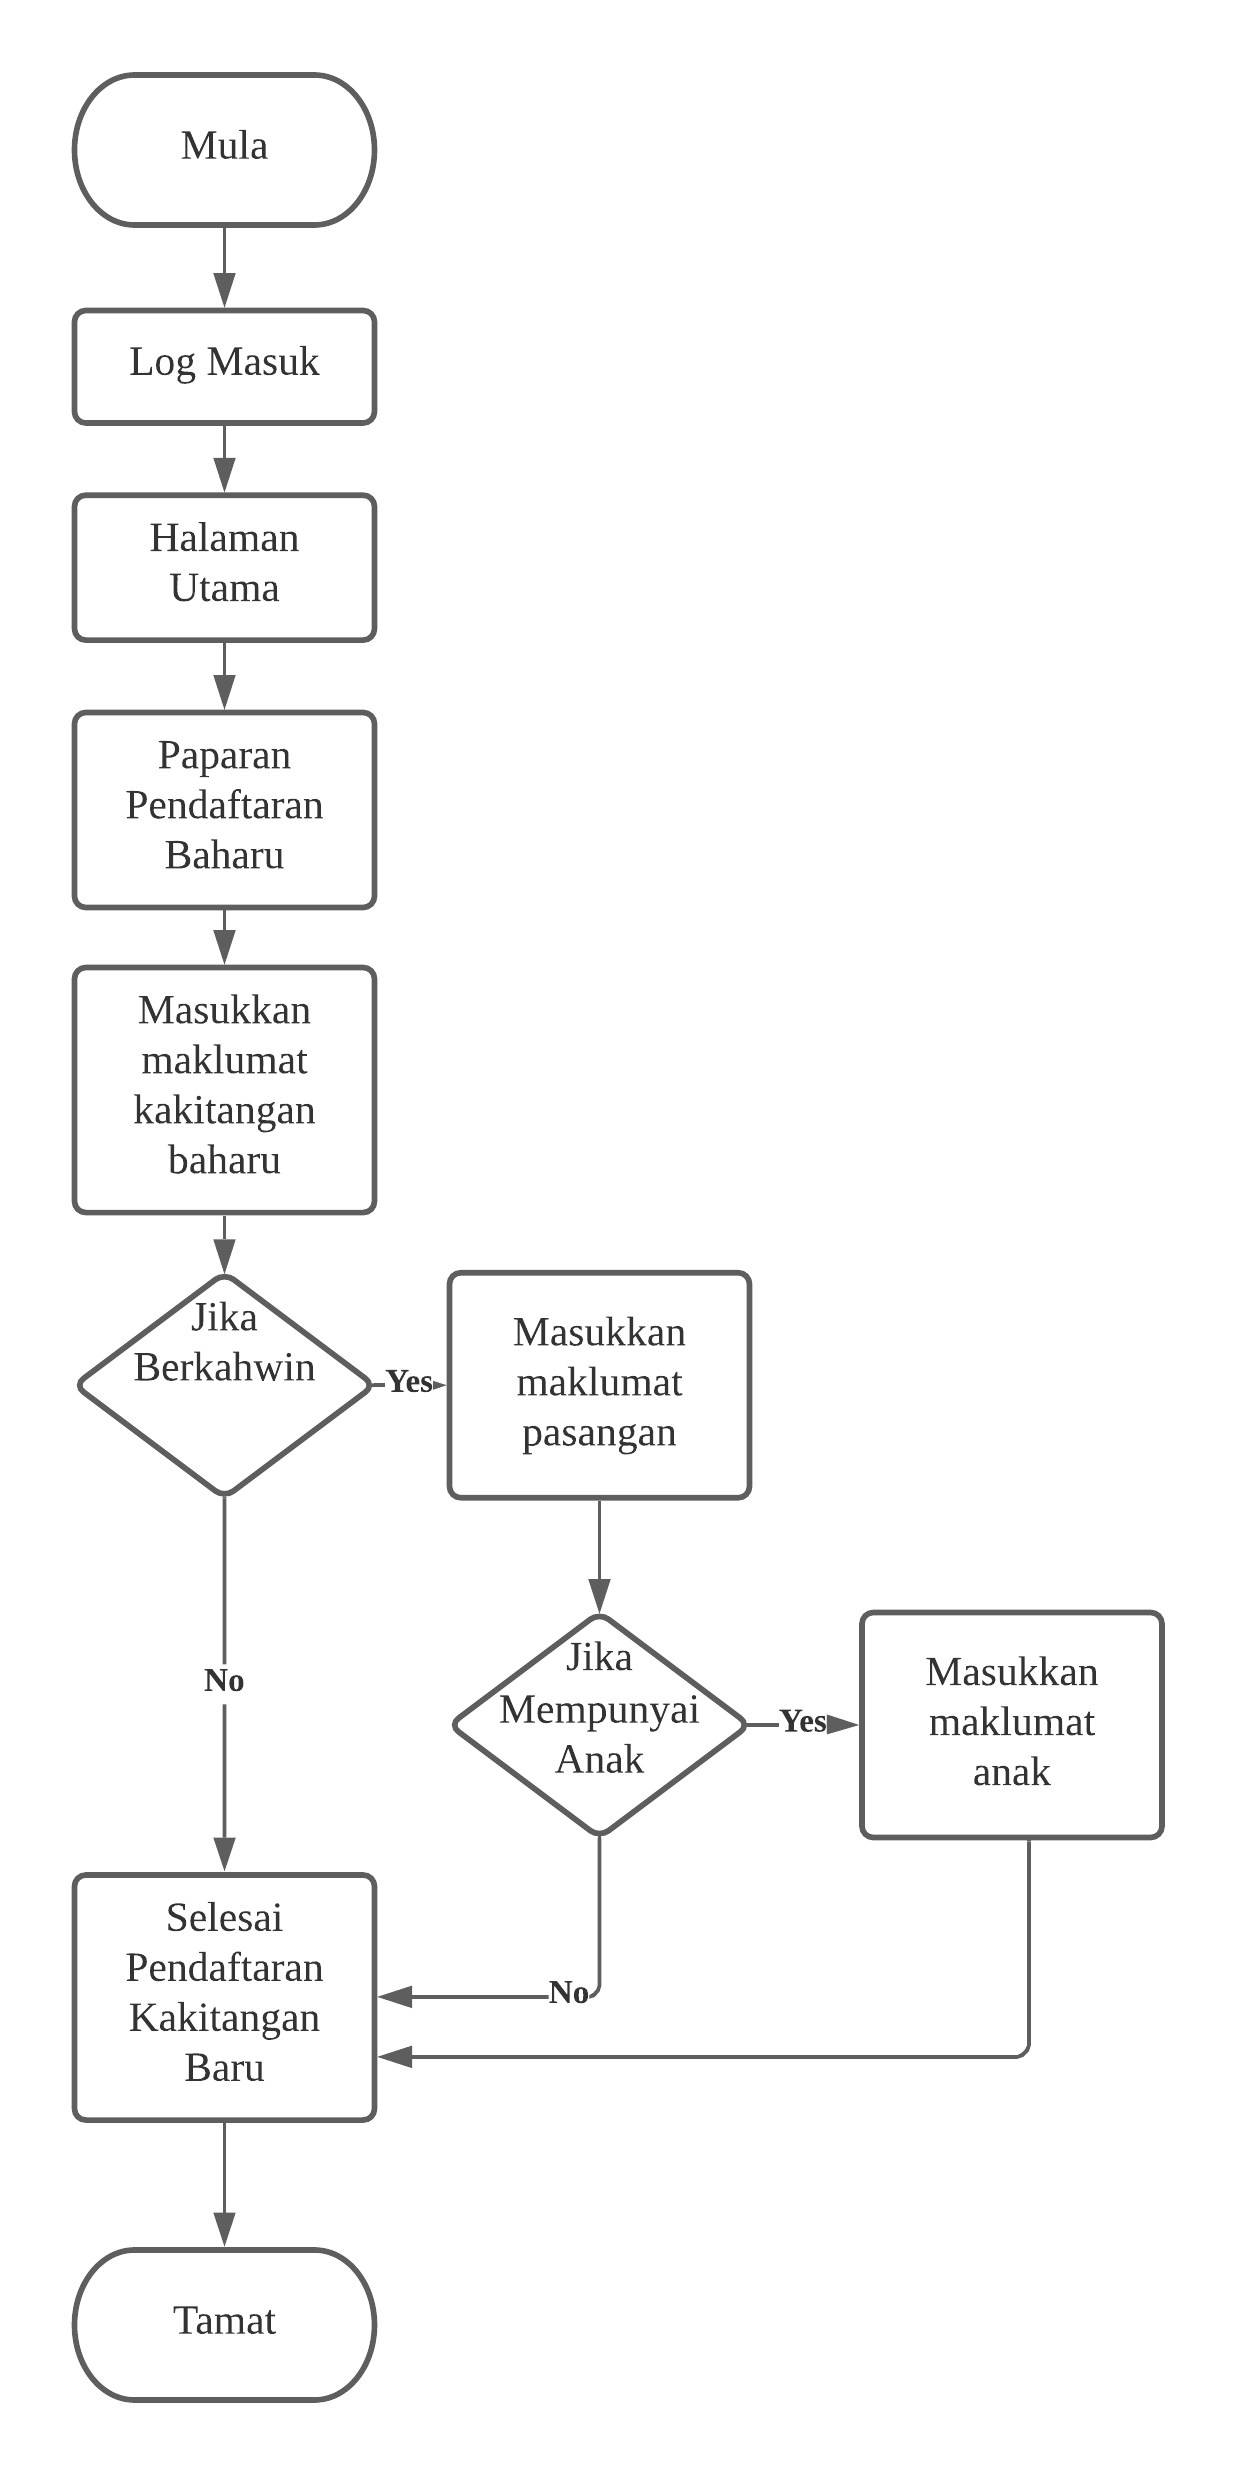 Mula
Log Masuk
Halaman
Utama
Paparan
Pendaftaran
Baharu
Masukkan
maklumat
kakitangan
baharu
Jika
Berkahwin
Yes
Masukkan
maklumat
pasangan
No
Jika
Mempunyai
Anak
Yes
Masukkan
maklumat
anak
No
Selesai
Pendaftaran
Kakitangan
Baru
Tamat